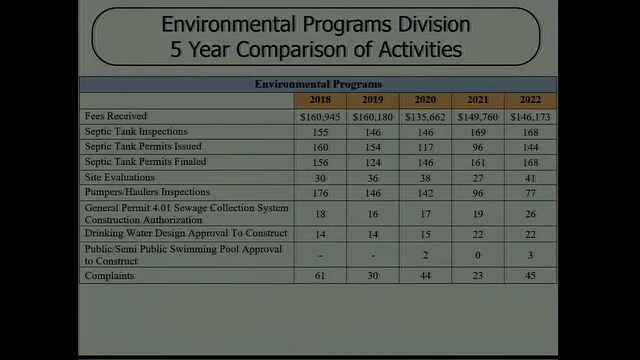 Environmental Programs Division
5 Year Comparison of Activities
Environmental Programs
2018 2019 2020 2021 2022
Fees Received $160,945 $160,180 $135,662 $149,760 $146,173
Septic Tank Inspections 155 146 146 169 168
Septic Tank Permits Issued 160 154 117 96 144
Septic Tank Permits Finaled 156 124 146 161 168
Site Evaluations 30 36 38 27 41
Pumpers/Haulers Inspections 176 146 142 96 77
General Permit 4.01 Sewage Collection System
Construction Authorization 18 16 17 19 26
Drinking Water Design Approval To Construct 14 14 15 22 22
Public/Semi Public Swimming Pool Approval
to Construct - - 2 0 3
Complaints 61 30 44 23 45